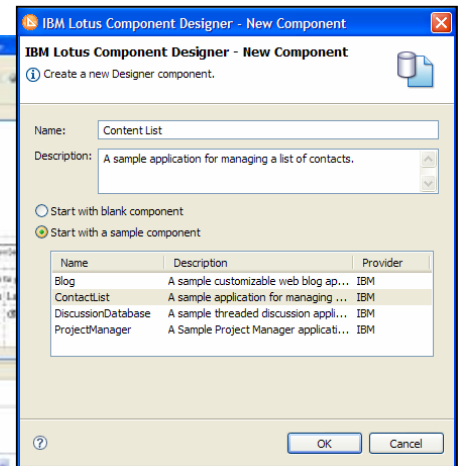 IBM Lotus Component Designer - New Component
IBM Lotus Component Designer - New Component
Create a new Designer component.
Name: Content List
Description: A sample application for managing a list of contacts.
Start with blank component
Start with a sample component
Name Description Provider
Blog A sample customizable web blog ap... IBM
ContactList A sample application for managing ... IBM
DiscussionDatabase A sample threaded discussion appli... IBM
ProjectManager A Sample Project Manager applicati... IBM
OK Cancel